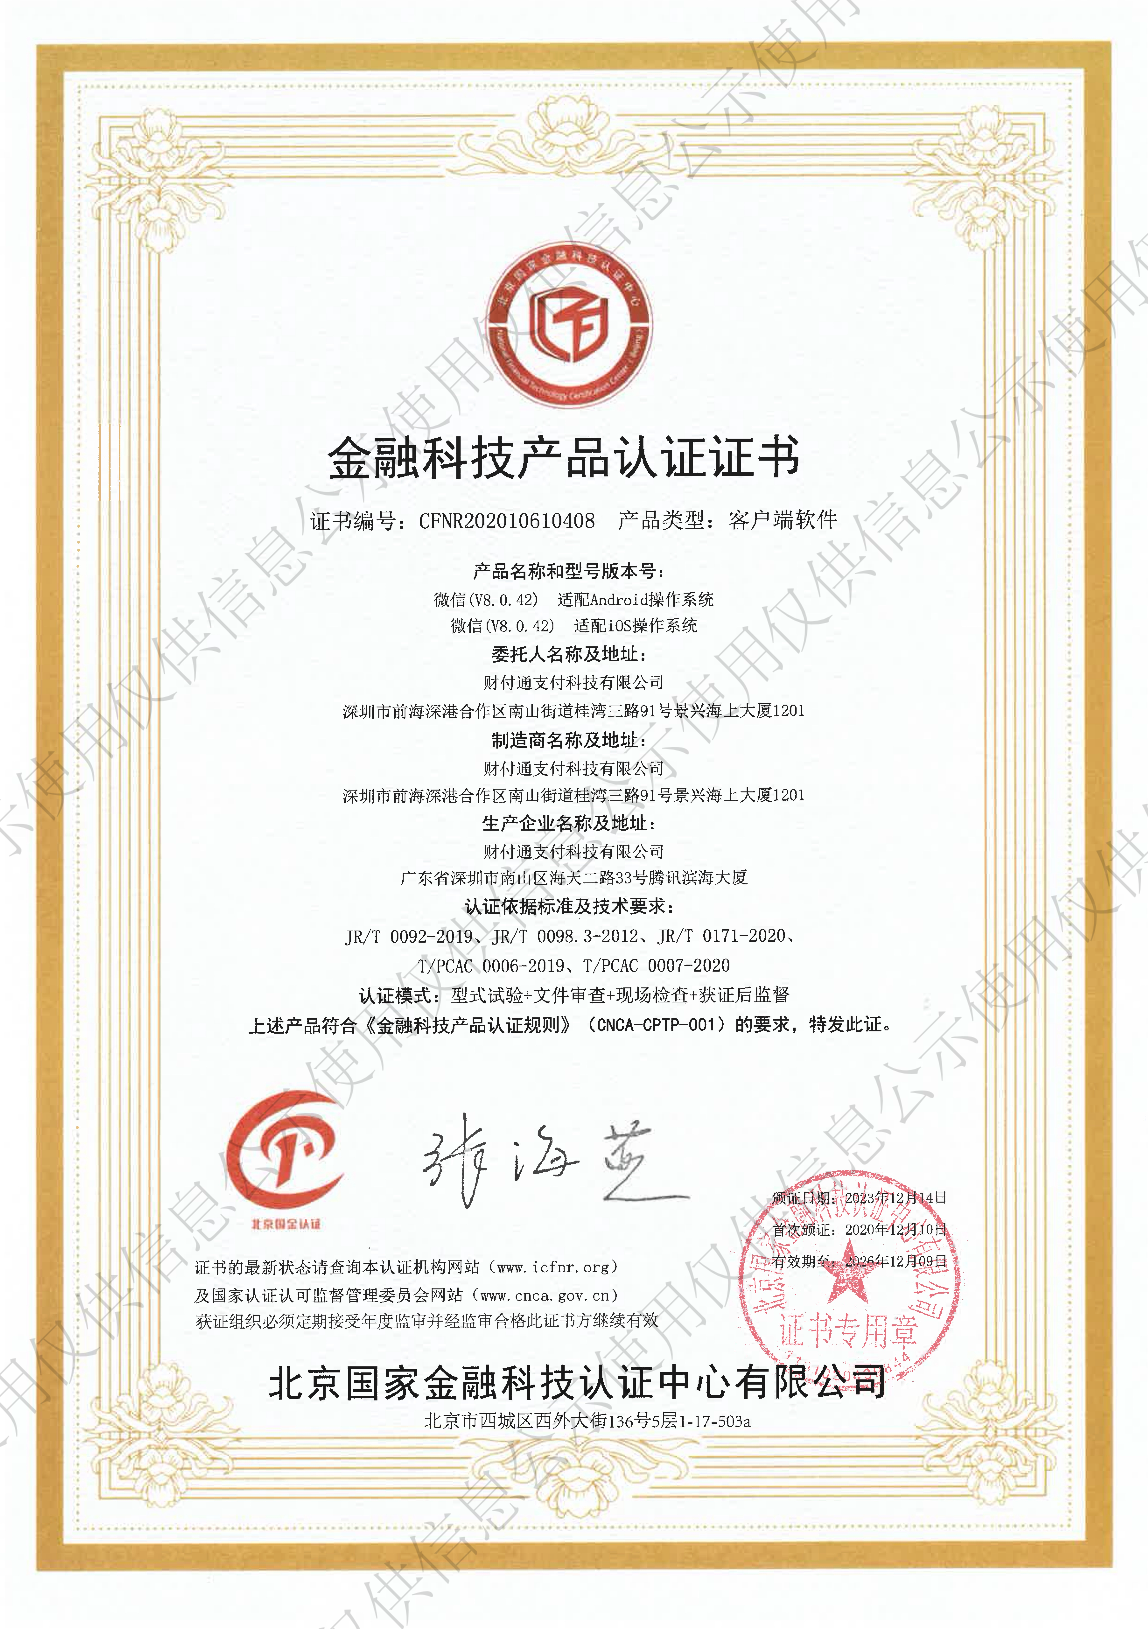 北京国家金融科技认证中心
National Financial Technology Certification Center (Beijing)
金融科技产品认证证书
证书编号：CFNR202010610408 产品类型：客户端软件
产品名称和型号版本号：
微信(V8.0.42) 适配Android操作系统
微信(V8.0.42) 适配iOS操作系统
委托人名称及地址：
财付通支付科技有限公司
深圳市前海深港合作区南山街道桂湾三路91号景兴海上大厦1201
制造商名称及地址：
财付通支付科技有限公司
深圳市前海深港合作区南山街道桂湾三路91号景兴海上大厦1201
生产企业名称及地址：
财付通支付科技有限公司
广东省深圳市南山区海天二路33号腾讯滨海大厦
认证依据标准及技术要求：
JR/T 0092-2019、JR/T 0098.3-2012、JR/T 0171-2020、
T/PCAC 0006-2019、T/PCAC 0007-2020
认证模式：型式试验+文件审查+现场检查+获证后监督
上述产品符合《金融科技产品认证规则》（CNCA-CPTP-001）的要求，特发此证。
北京国金认证
张海燕
颁证日期：2023年12月14日
首次颁证：2020年12月10日
有效期至：2026年12月09日
北京国家金融科技认证中心有限公司
证书专用章
证书的最新状态请查询本认证机构网站（www.icfnr.org）
及国家认证认可监督管理委员会网站（www.cnca.gov.cn）
获证组织必须定期接受年度监审并经监审合格此证书方继续有效
北京国家金融科技认证中心有限公司
北京市西城区西外大街136号5层1-17-503a
仅供信息公示使用